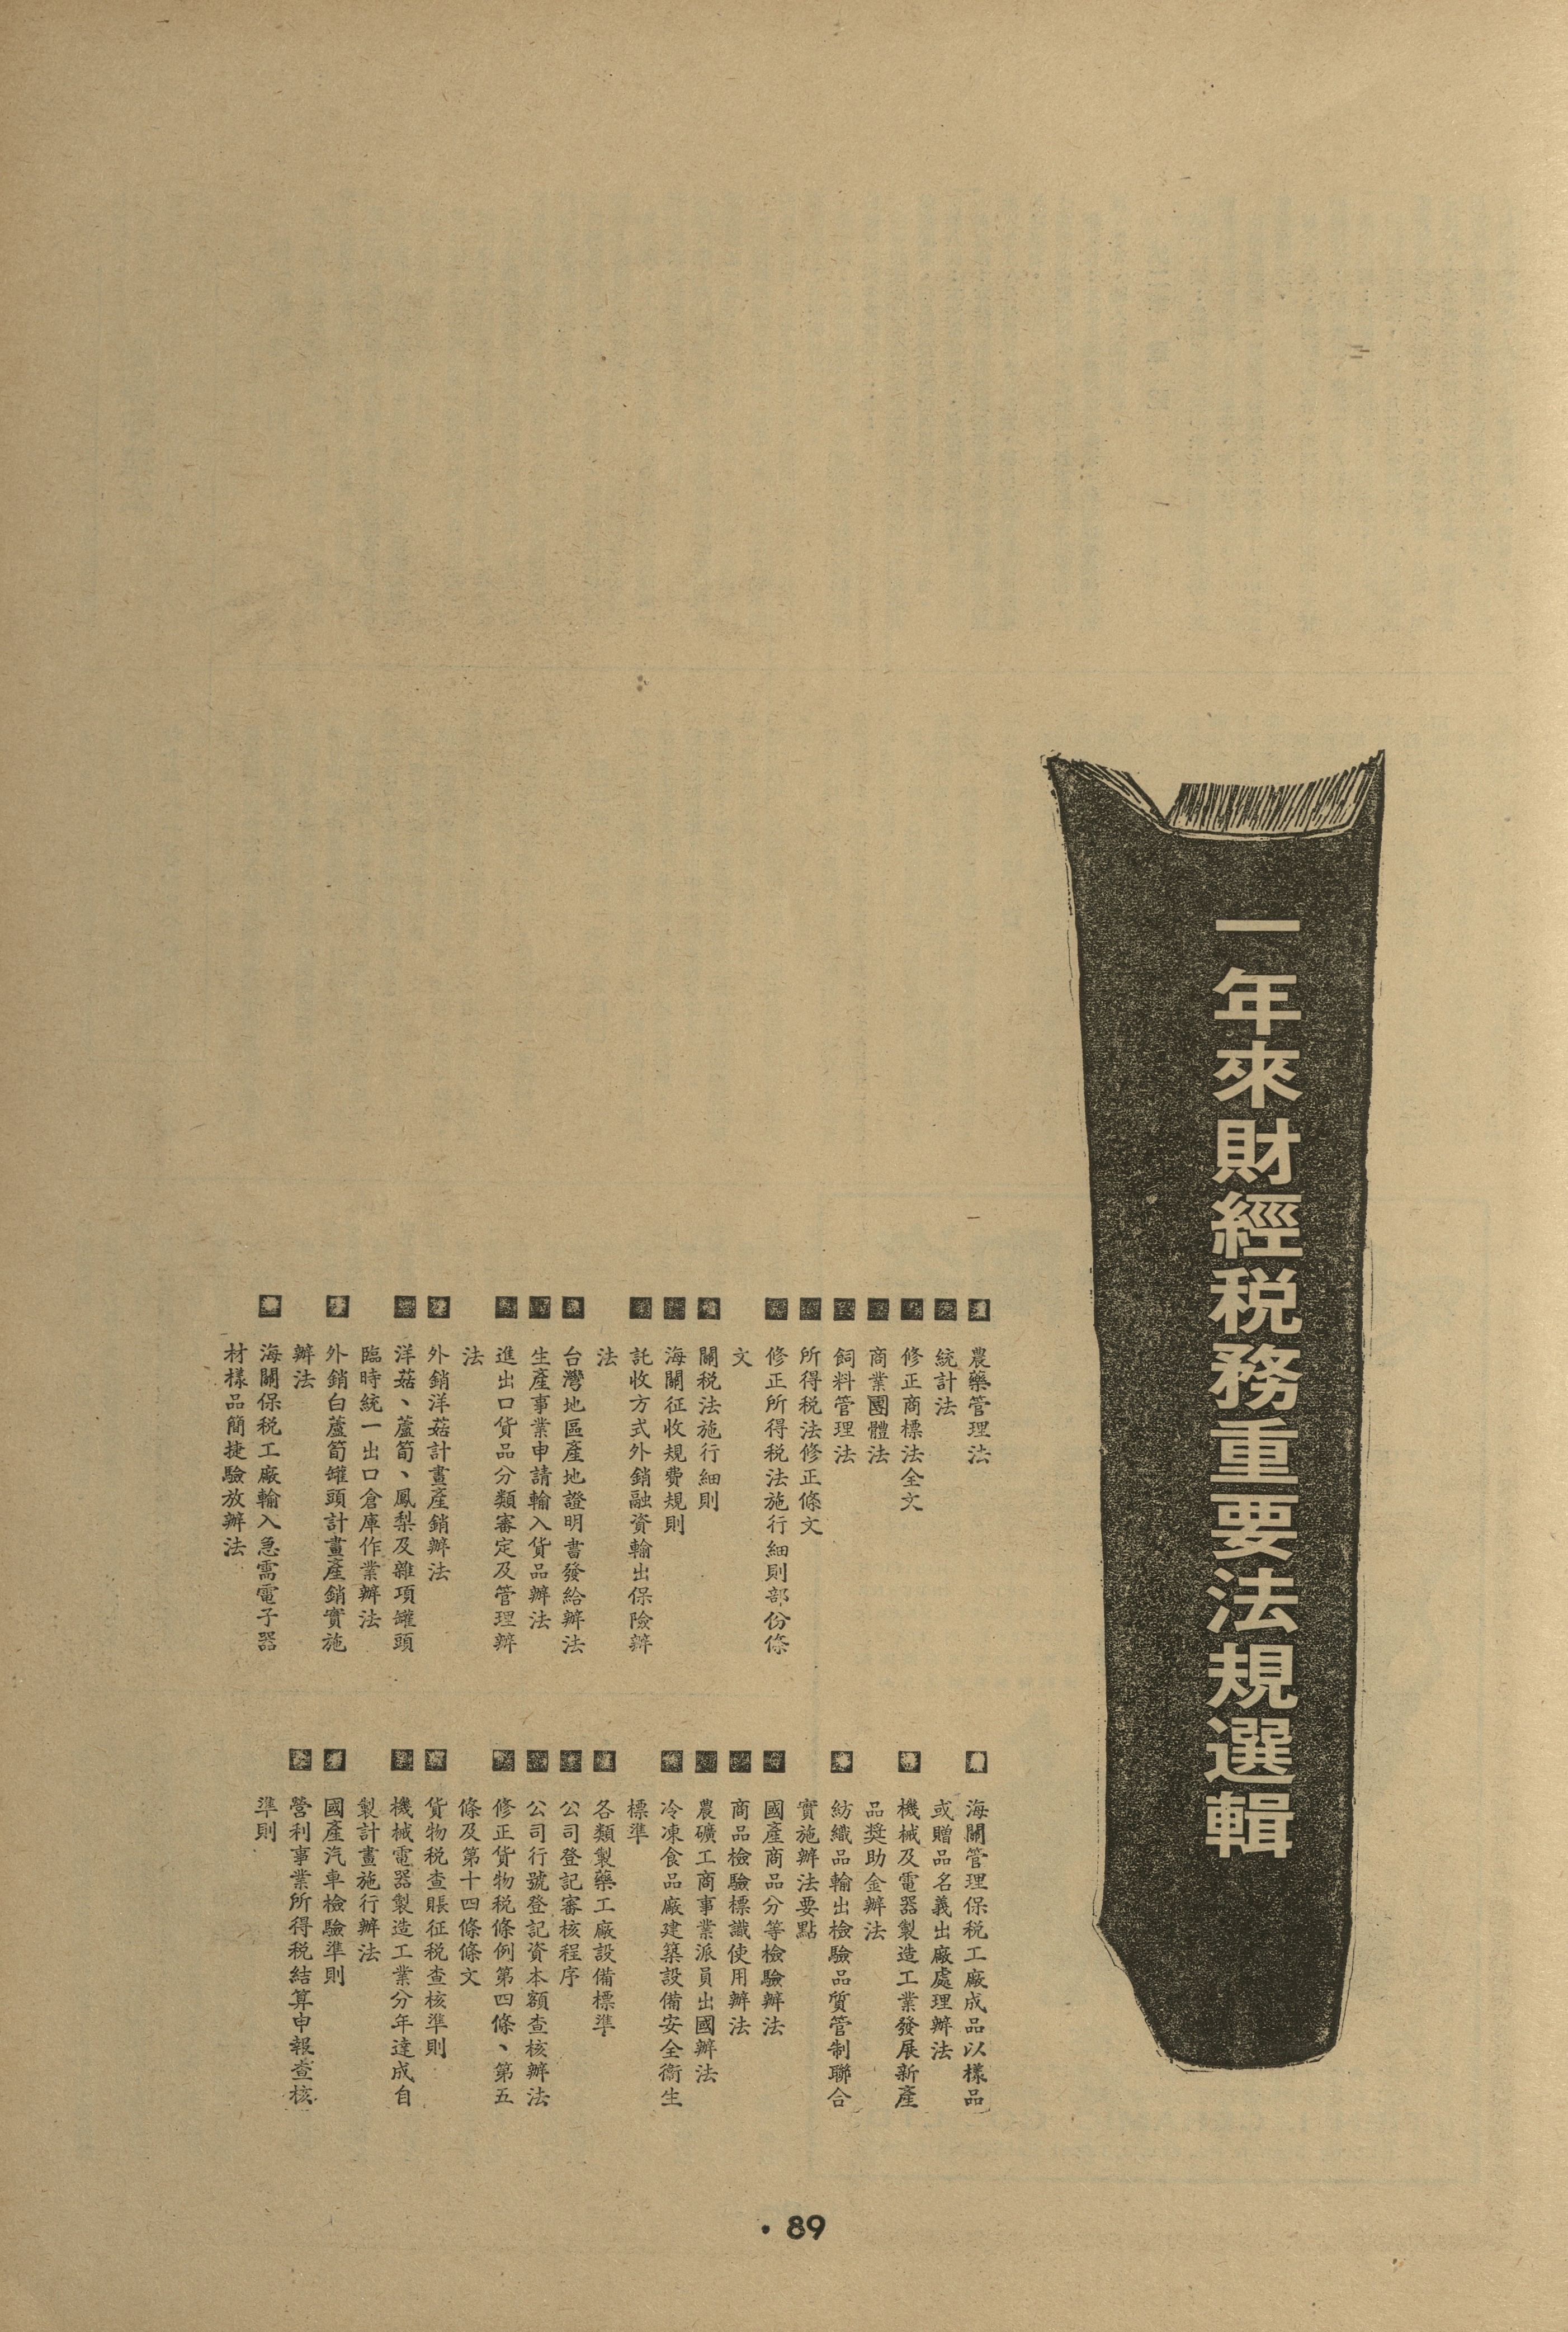 一年來財經稅務重要法規選輯
■農藥管理法
■統計法
■修正商標法全文
■商業團體法
■飼料管理法
■所得稅法修正條文
■修正所得稅法施行細則部份條
文
■關稅法施行細則
■海關征收規費規則
■託收方式外銷融資輸出保險辦
法
■台灣地區產地證明書發給辦法
■生產事業申請輸入貨品辦法
■進出口貨品分類審定及管理辦
法
■外銷洋菇計畫產銷辦法
■洋菇、蘆筍、鳳梨及雜項罐頭
臨時統一出口倉庫作業辦法
■外銷白蘆筍罐頭計畫產銷實施
辦法
■海關保稅工廠輸入急需電子器
材樣品簡捷驗放辦法
■海關管理保稅工廠成品以樣品
或贈品名義出廠處理辦法
■機械及電器製造工業發展新產
品獎助金辦法
■紡織品輸出檢驗品質管制聯合
實施辦法要點
■國產商品分等檢驗辦法
■商品檢驗標識使用辦法
■農礦工商事業派員出國辦法
■冷凍食品廠建築設備安全衞生
標準
■各類製藥工廠設備標準
■公司登記審核程序
■公司行號登記資本額查核辦法
■修正貨物稅條例第四條、第五
條及第十四條條文
■貨物稅查賬征稅查核準則
■機械電器製造工業分年達成自
製計畫施行辦法
■國產汽車檢驗準則
■營利事業所得稅結算申報查核
準則
• 89